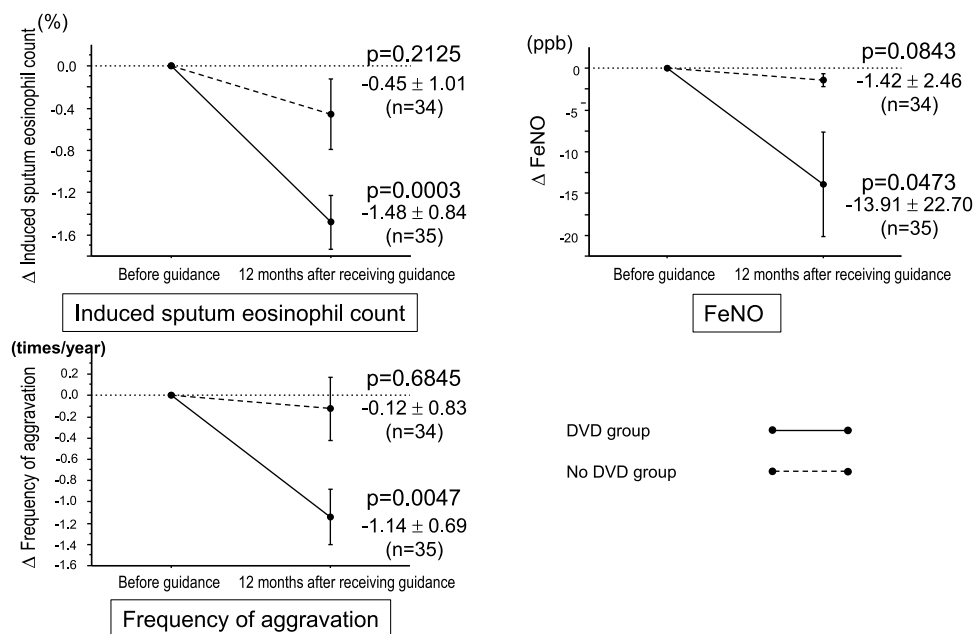 (%)
Δ Induced sputum eosinophil count
0.0
-0.4
-0.8
-1.2
-1.6
p=0.2125
-0.45 ± 1.01
(n=34)
p=0.0003
-1.48 ± 0.84
(n=35)
Before guidance
12 months after receiving guidance
Induced sputum eosinophil count
(ppb)
Δ FeNO
0
-5
-10
-15
-20
p=0.0843
-1.42 ± 2.46
(n=34)
p=0.0473
-13.91 ± 22.70
(n=35)
Before guidance
12 months after receiving guidance
FeNO
(times/year)
Δ Frequency of aggravation
0.2
0.0
-0.2
-0.4
-0.6
-0.8
-1.0
-1.2
-1.4
-1.6
p=0.6845
-0.12 ± 0.83
(n=34)
p=0.0047
-1.14 ± 0.69
(n=35)
Before guidance
12 months after receiving guidance
Frequency of aggravation
DVD group
No DVD group